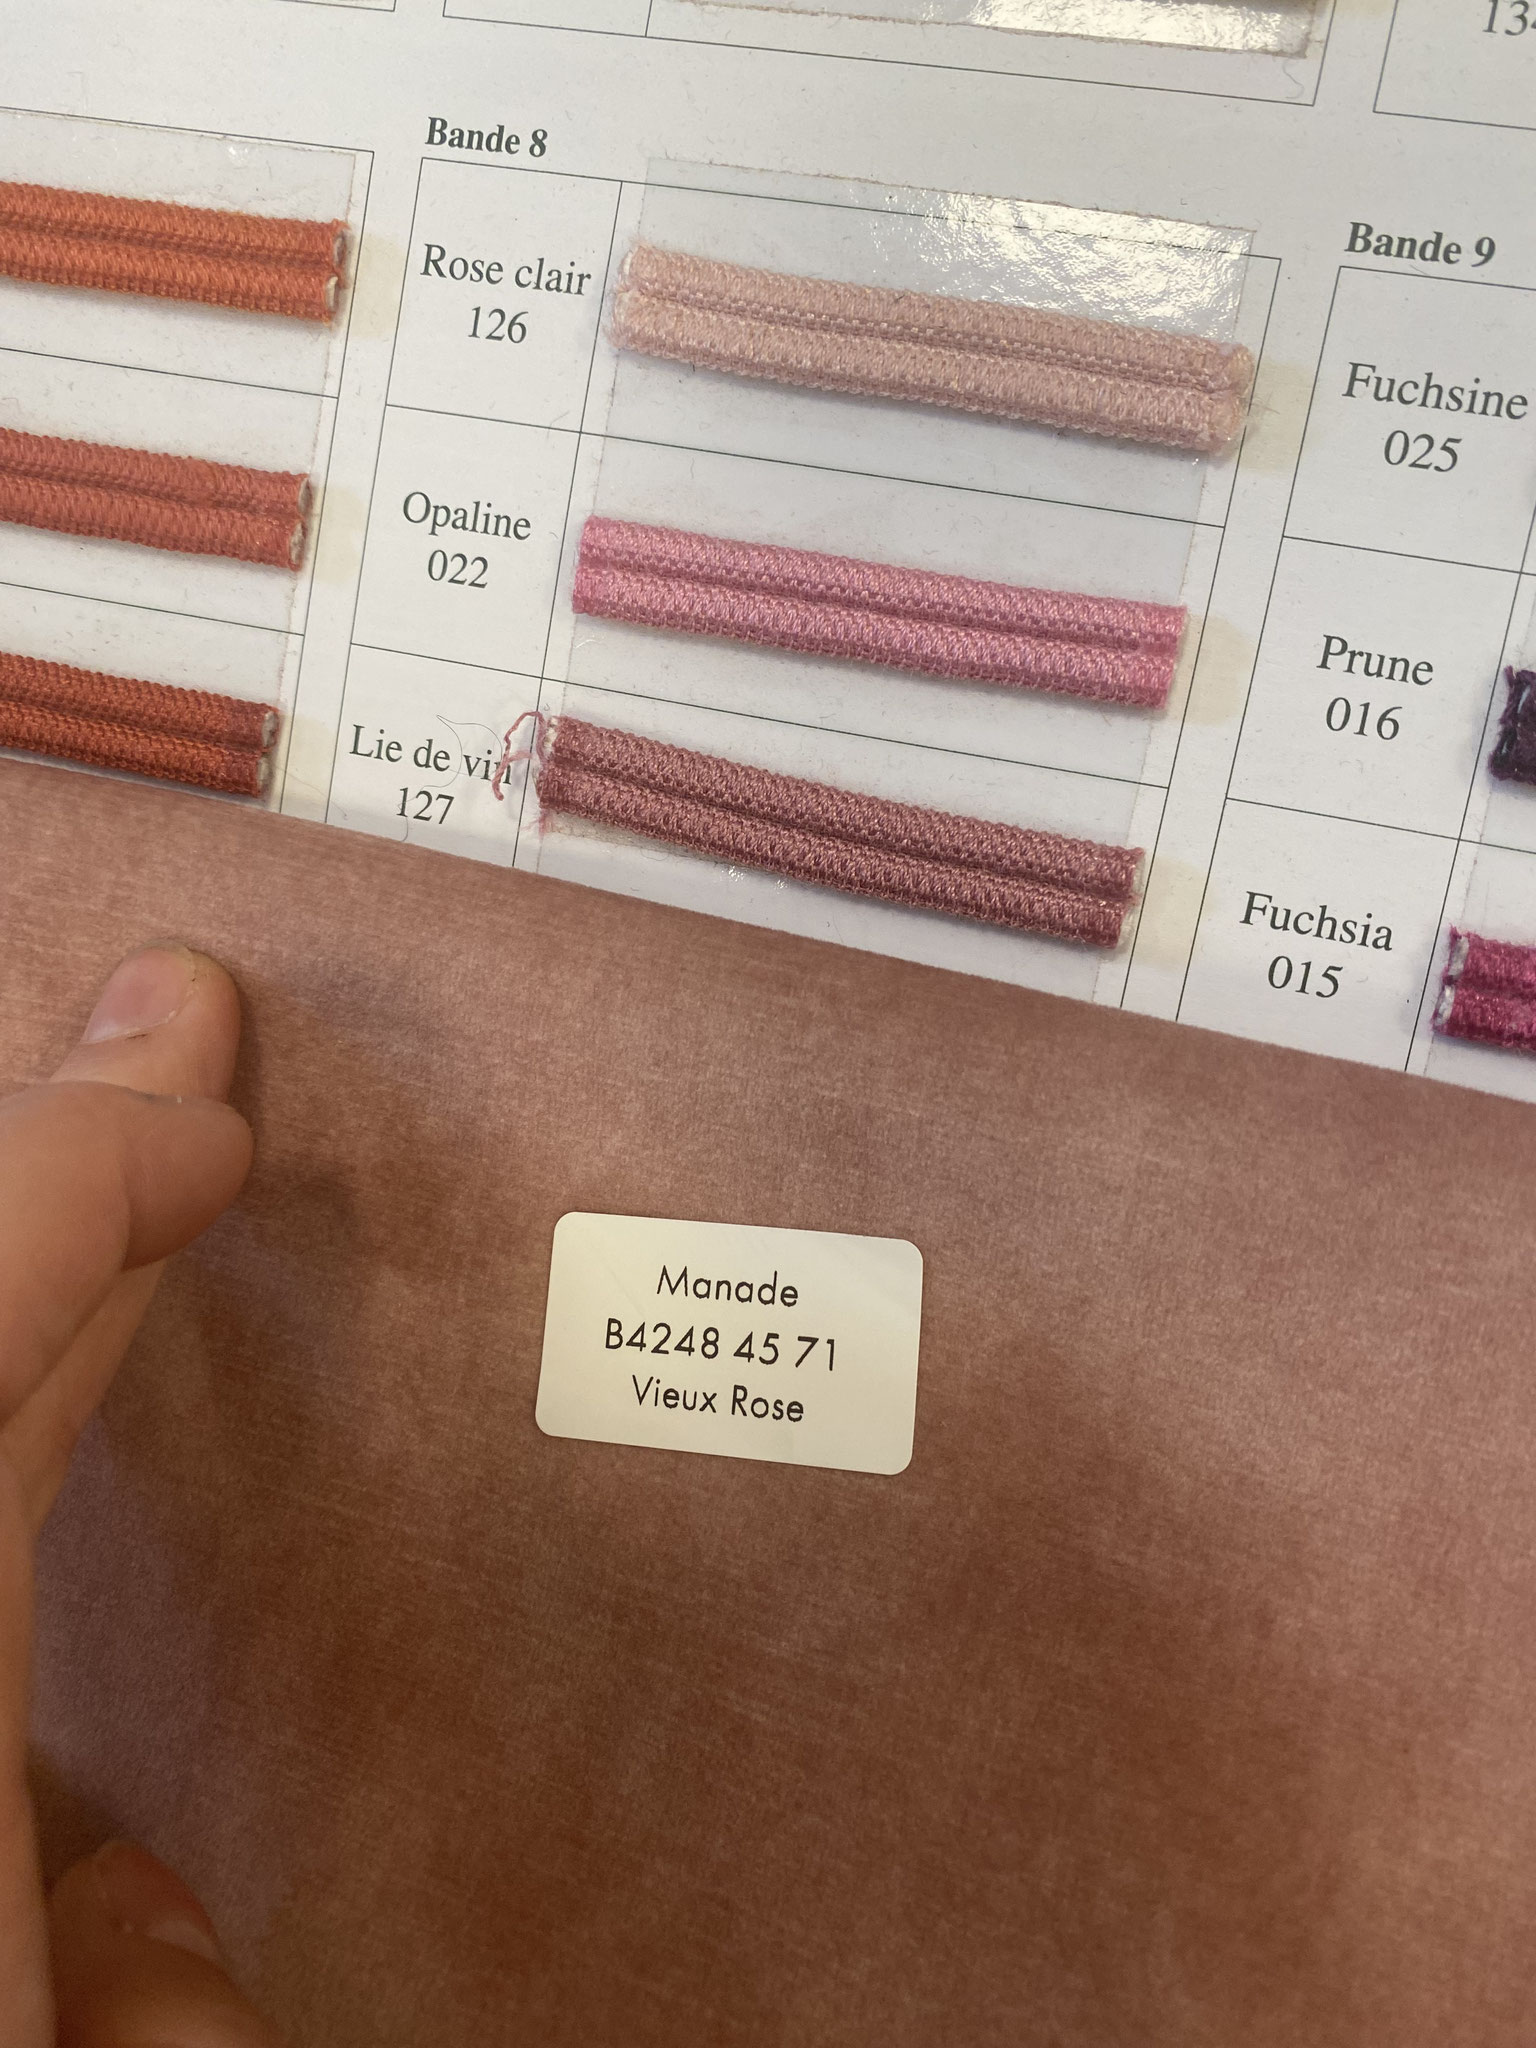 Bande 8
Rose clair
126
Opaline
022
Lie de vin
127
Bande 9
Fuchsine
025
Prune
016
Fuchsia
015
Manade
B4248 45 71
Vieux Rose